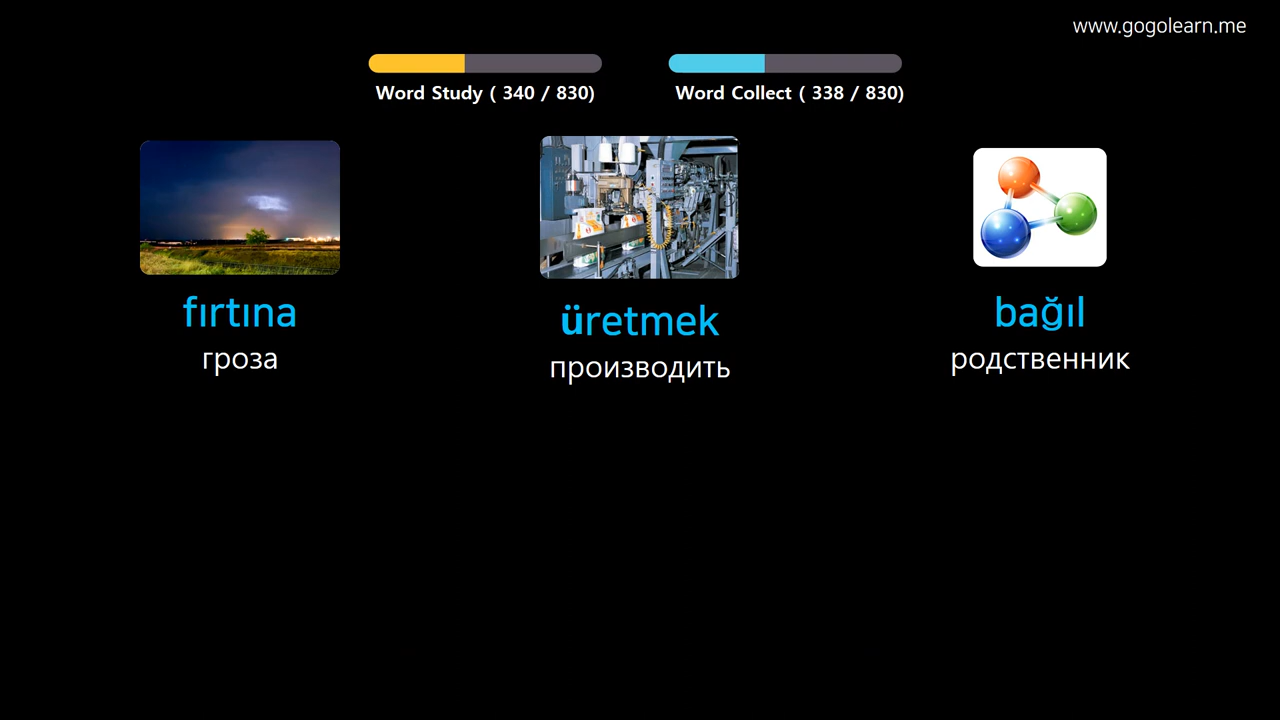 www.gogolearn.me
Word Study ( 340 / 830)
Word Collect ( 338 / 830)
fırtına
гроза
üretmek
производить
bağıl
родственник